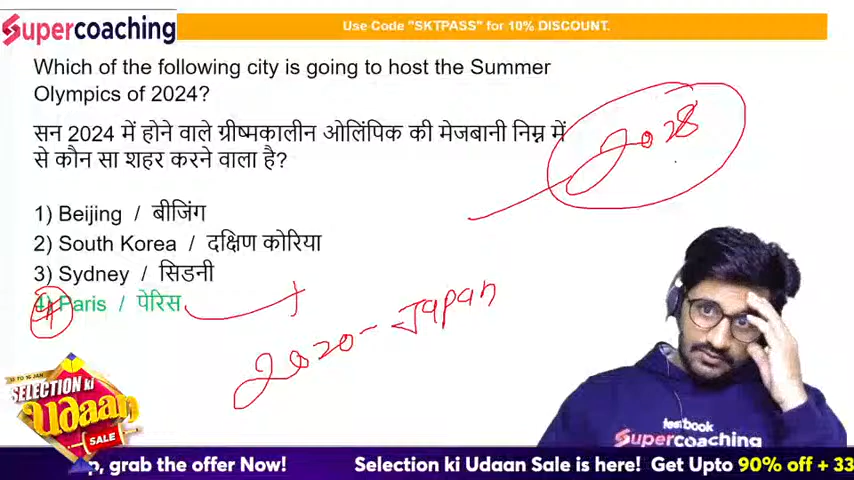 Supercoaching
Use Code "SKTPASS" for 10% DISCOUNT.
Which of the following city is going to host the Summer
Olympics of 2024?
सन 2024 में होने वाले ग्रीष्मकालीन ओलिंपिक की मेजबानी निम्न में
से कौन सा शहर करने वाला है?
2028
1) Beijing / बीजिंग
2) South Korea / दक्षिण कोरिया
3) Sydney / सिडनी
4) Paris / पेरिस
2020 - Japan
SELECTION ki
Udaan
SALE
testbook
Supercoaching
p, grab the offer Now! Selection ki Udaan Sale is here! Get Upto 90% off + 33